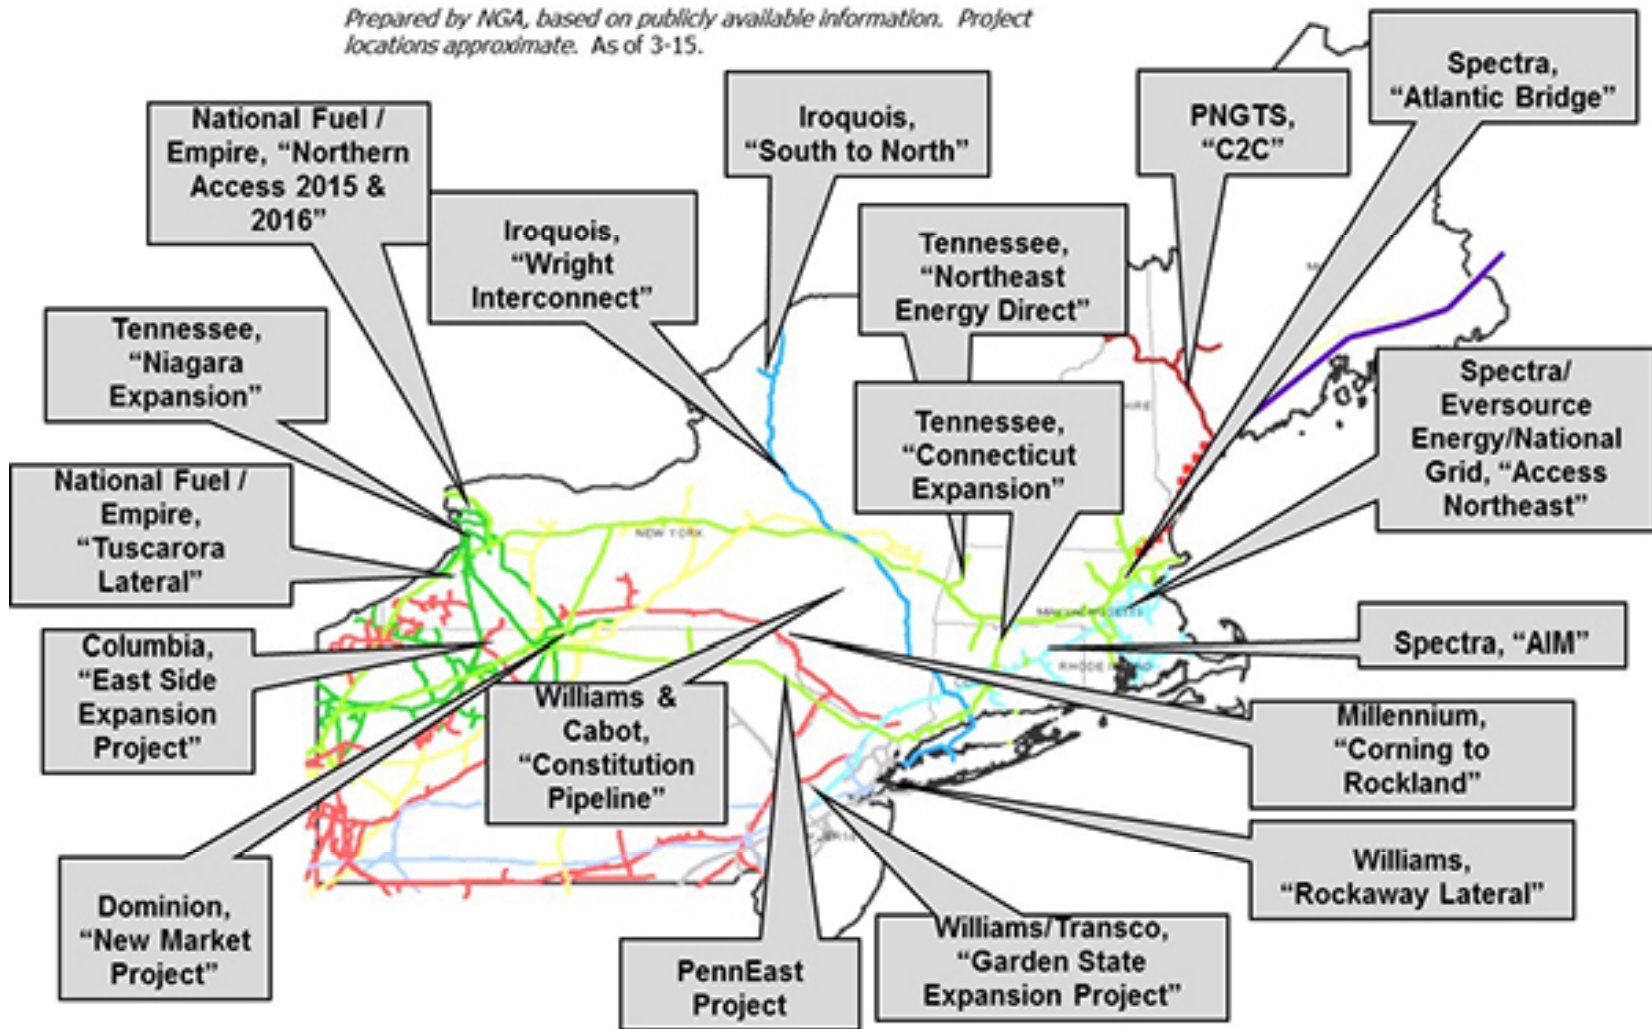 Prepared by NGA, based on publicly available information. Project
locations approximate. As of 3-15.
National Fuel /
Empire, “Northern
Access 2015 &
2016”
Iroquois,
“South to North”
PNGTS,
“C2C”
Spectra,
“Atlantic Bridge”
Iroquois,
“Wright
Interconnect”
Tennessee,
“Northeast
Energy Direct”
Tennessee,
“Niagara
Expansion”
Tennessee,
“Connecticut
Expansion”
Spectra/
Eversource
Energy/National
Grid, “Access
Northeast”
National Fuel /
Empire,
“Tuscarora
Lateral”
NEW YORK
MASSACHUSETTS
RHODE ISLAND
Columbia,
“East Side
Expansion
Project”
Williams &
Cabot,
“Constitution
Pipeline”
Spectra, “AIM”
Millennium,
“Corning to
Rockland”
Williams,
“Rockaway Lateral”
Dominion,
“New Market
Project”
PennEast
Project
Williams/Transco,
“Garden State
Expansion Project”